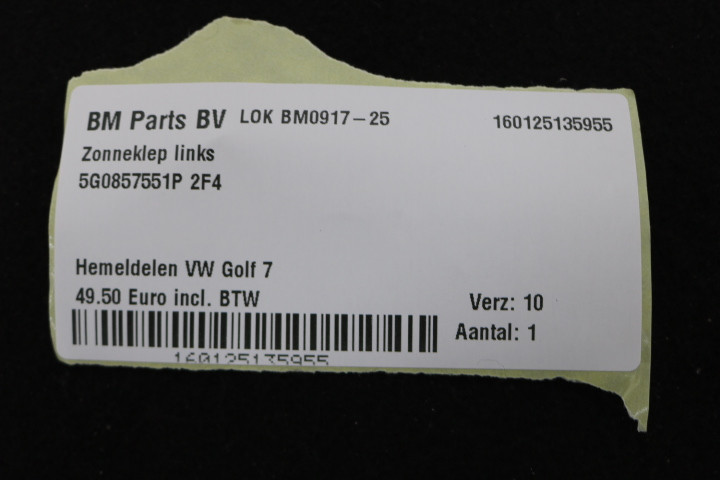 BM Parts BV LOK BM0917-25 160125135955
Zonneklep links
5G0857551P 2F4
Hemeldelen VW Golf 7
49.50 Euro incl. BTW
Verz: 10
Aantal: 1
160125135955